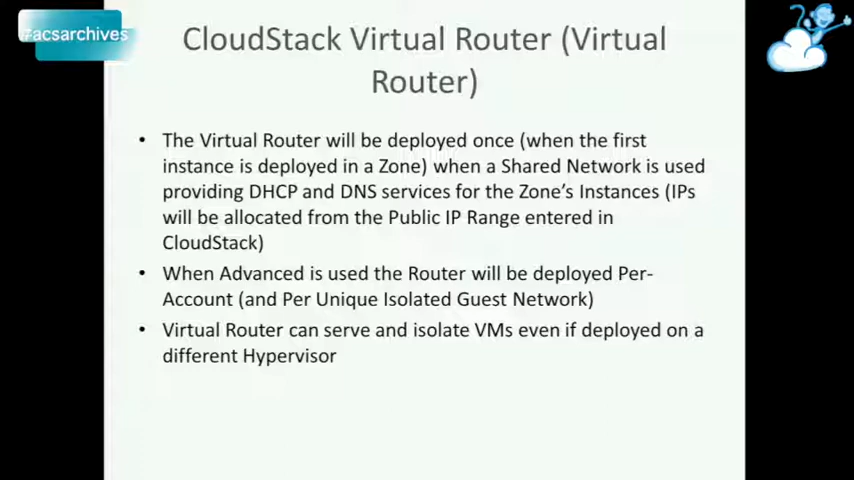 #acsarchives
CloudStack Virtual Router (Virtual
Router)
• The Virtual Router will be deployed once (when the first
instance is deployed in a Zone) when a Shared Network is used
providing DHCP and DNS services for the Zone's Instances (IPs
will be allocated from the Public IP Range entered in
CloudStack)
• When Advanced is used the Router will be deployed Per-
Account (and Per Unique Isolated Guest Network)
• Virtual Router can serve and isolate VMs even if deployed on a
different Hypervisor